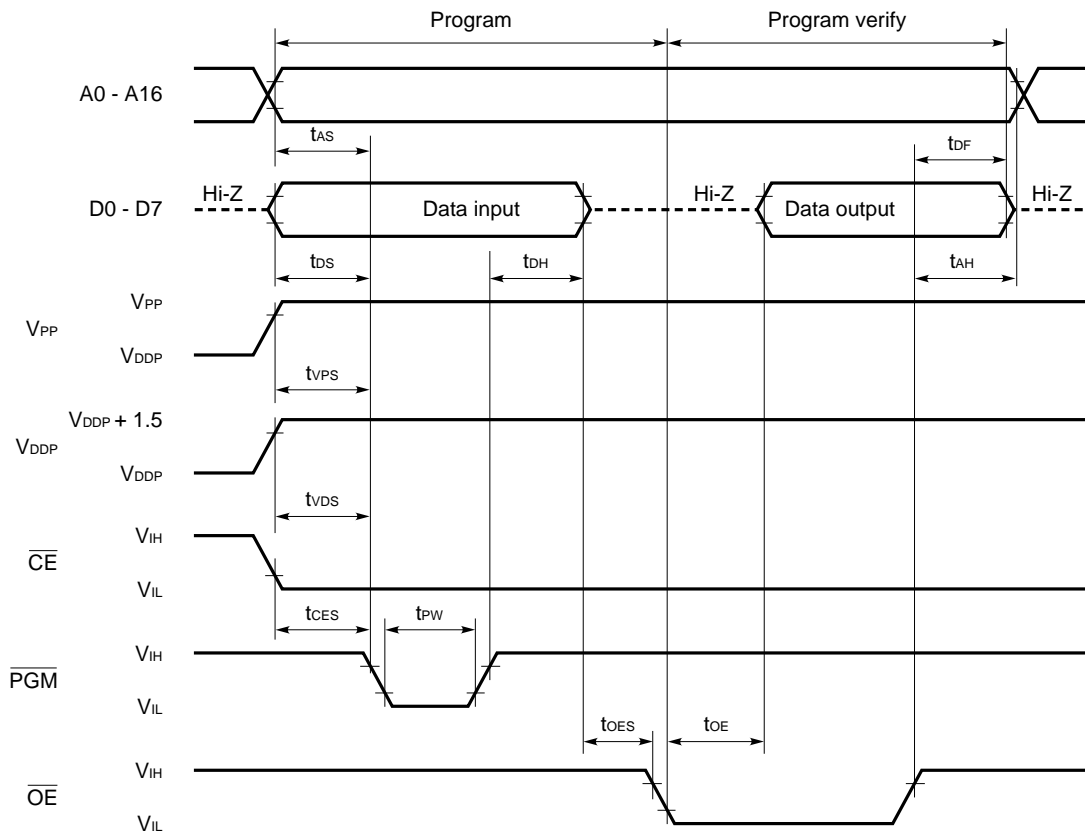 Program Program verify
A0 - A16
tAS tDF
Hi-Z Hi-Z Hi-Z
D0 - D7 Data input Data output
tDS tDH tAH
VPP
VPP
VDDP
tVPS
VDDP + 1.5
VDDP
VDDP
tVDS
VIH
CE
VIL
tCES tPW
VIH
PGM
VIL
tOES tOE
VIH
OE
VIL